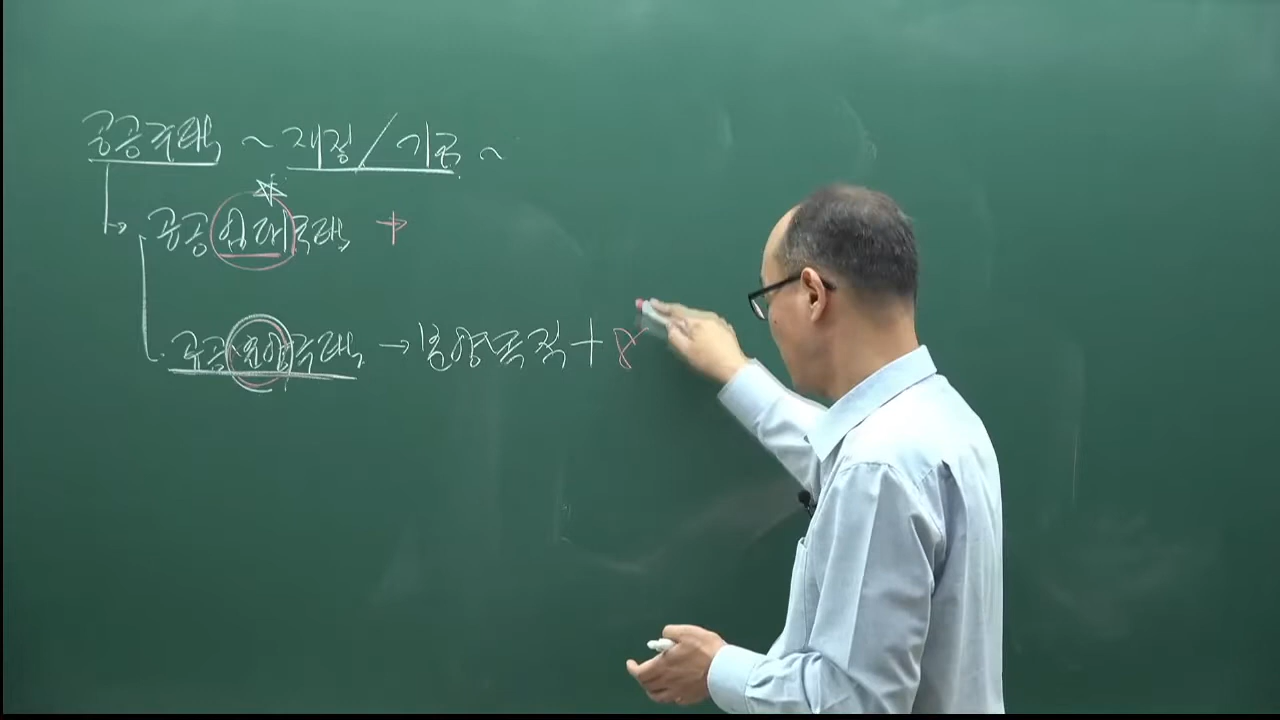 공공주택 ~ 재정/기금 ~
공공임대주택 +
공공분양주택 → 분양목적 +